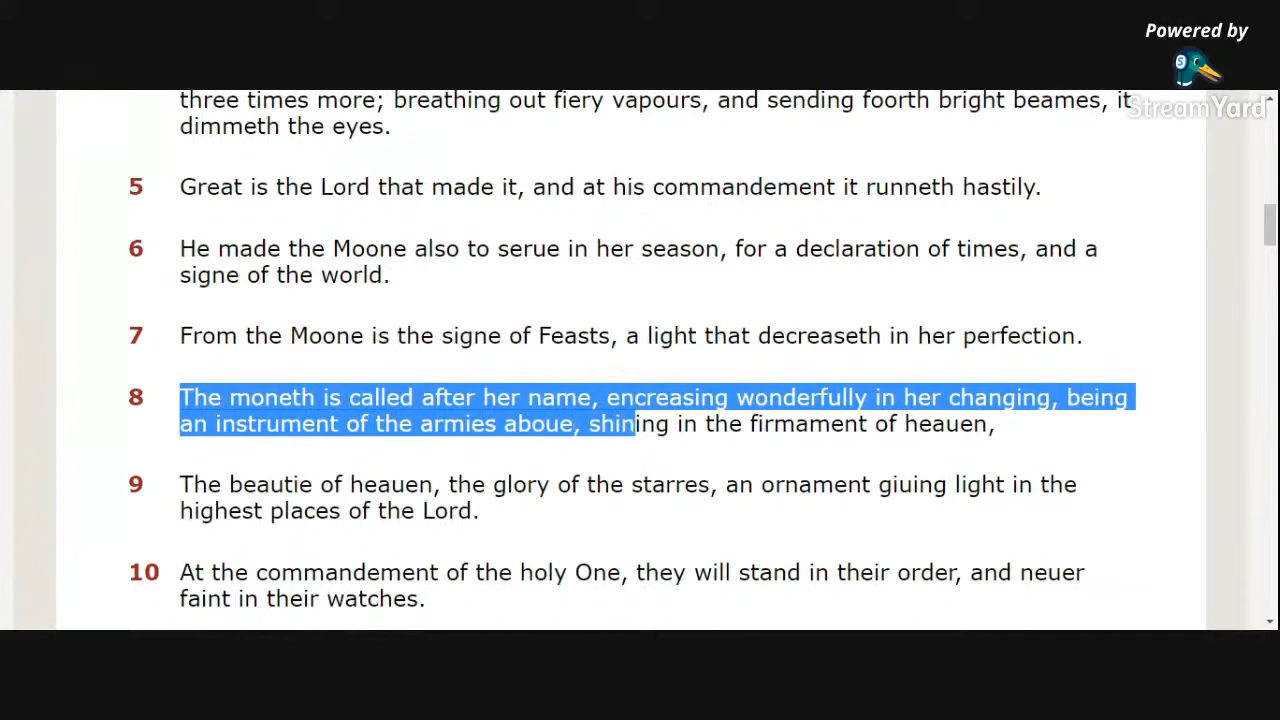 Powered by
StreamYard
three times more; breathing out fiery vapours, and sending foorth bright beames, it
dimmeth the eyes.
5 Great is the Lord that made it, and at his commandement it runneth hastily.
6 He made the Moone also to serue in her season, for a declaration of times, and a
signe of the world.
7 From the Moone is the signe of Feasts, a light that decreaseth in her perfection.
8 The moneth is called after her name, encreasing wonderfully in her changing, being
an instrument of the armies aboue, shining in the firmament of heauen,
9 The beautie of heauen, the glory of the starres, an ornament giuing light in the
highest places of the Lord.
10 At the commandement of the holy One, they will stand in their order, and neuer
faint in their watches.